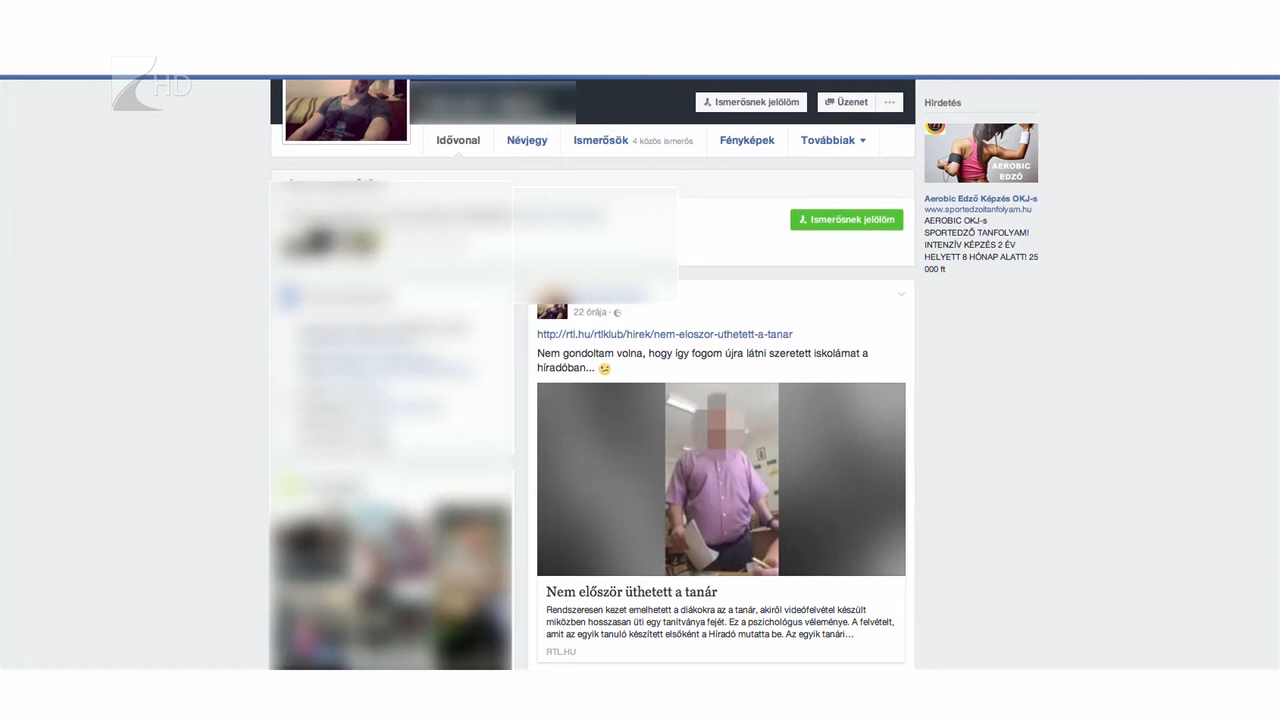 HD
Ismerősnek jelölöm
Üzenet
Idővonal
Névjegy
Ismerősök 4 közös ismerős
Fényképek
Továbbiak
Ismerősnek jelölöm
22 órája ·
http://rtl.hu/rtlklub/hirek/nem-eloszor-uthetett-a-tanar
Nem gondoltam volna, hogy így fogom újra látni szeretett iskolámat a
híradóban...
Nem először üthetett a tanár
Rendszeresen kezet emelhetett a diákokra az a tanár, akiről videófelvétel készült
miközben hosszasan üti egy tanítványa fejét. Ez a pszichológus véleménye. A felvételt,
amit az egyik tanuló készített elsőként a Híradó mutatta be. Az egyik tanári...
RTL.HU
Hirdetés
AEROBIC
EDZŐ
Aerobic Edző Képzés OKJ-s
www.sportedzoitanfolyam.hu
AEROBIC OKJ-s
SPORTEDZŐ TANFOLYAM!
INTENZÍV KÉPZÉS 2 ÉV
HELYETT 8 HÓNAP ALATT! 25
000 ft